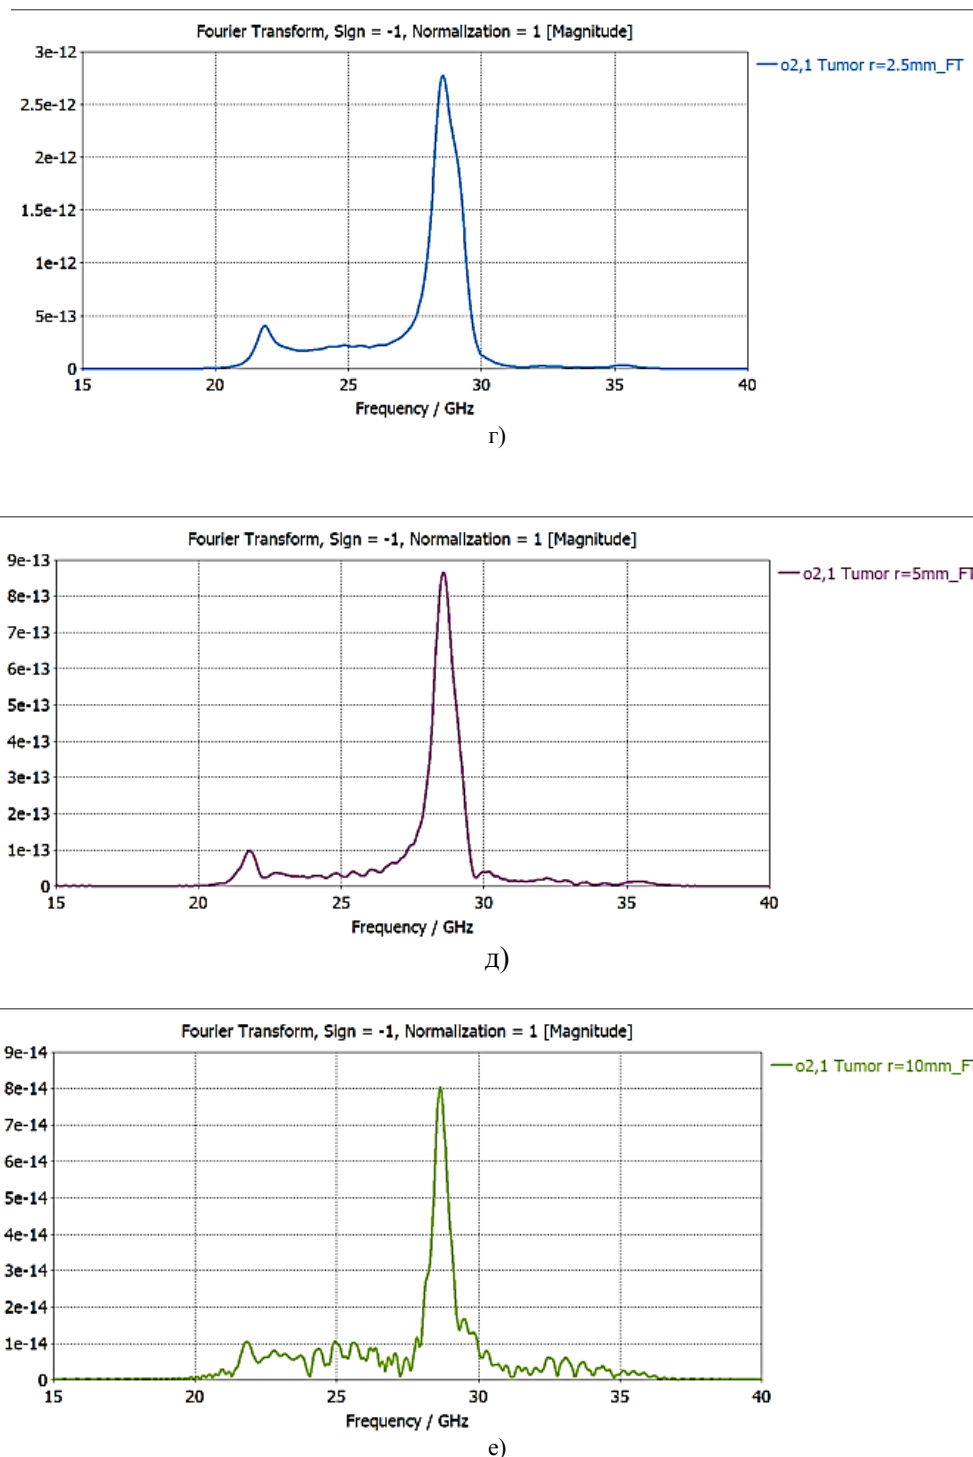 Fourier Transform, Sign = -1, Normalization = 1 [Magnitude]
3e-12
2.5e-12
2e-12
1.5e-12
1e-12
5e-13
0
15 20 25 30 35 40
Frequency / GHz
o2,1 Tumor r=2.5mm_FT
г)
Fourier Transform, Sign = -1, Normalization = 1 [Magnitude]
9e-13
8e-13
7e-13
6e-13
5e-13
4e-13
3e-13
2e-13
1e-13
0
15 20 25 30 35 40
Frequency / GHz
o2,1 Tumor r=5mm_FT
д)
Fourier Transform, Sign = -1, Normalization = 1 [Magnitude]
9e-14
8e-14
7e-14
6e-14
5e-14
4e-14
3e-14
2e-14
1e-14
0
15 20 25 30 35 40
Frequency / GHz
o2,1 Tumor r=10mm_FT
е)